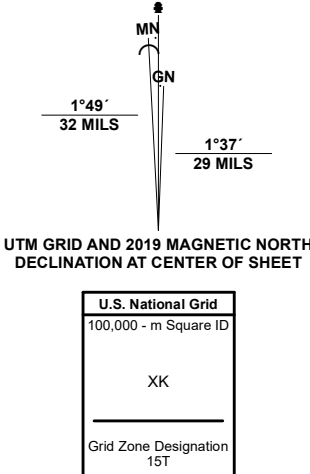 MN
GN
1°49´
32 MILS
1°37´
29 MILS
UTM GRID AND 2019 MAGNETIC NORTH
DECLINATION AT CENTER OF SHEET
U.S. National Grid
100,000 - m Square ID
XK
Grid Zone Designation
15T